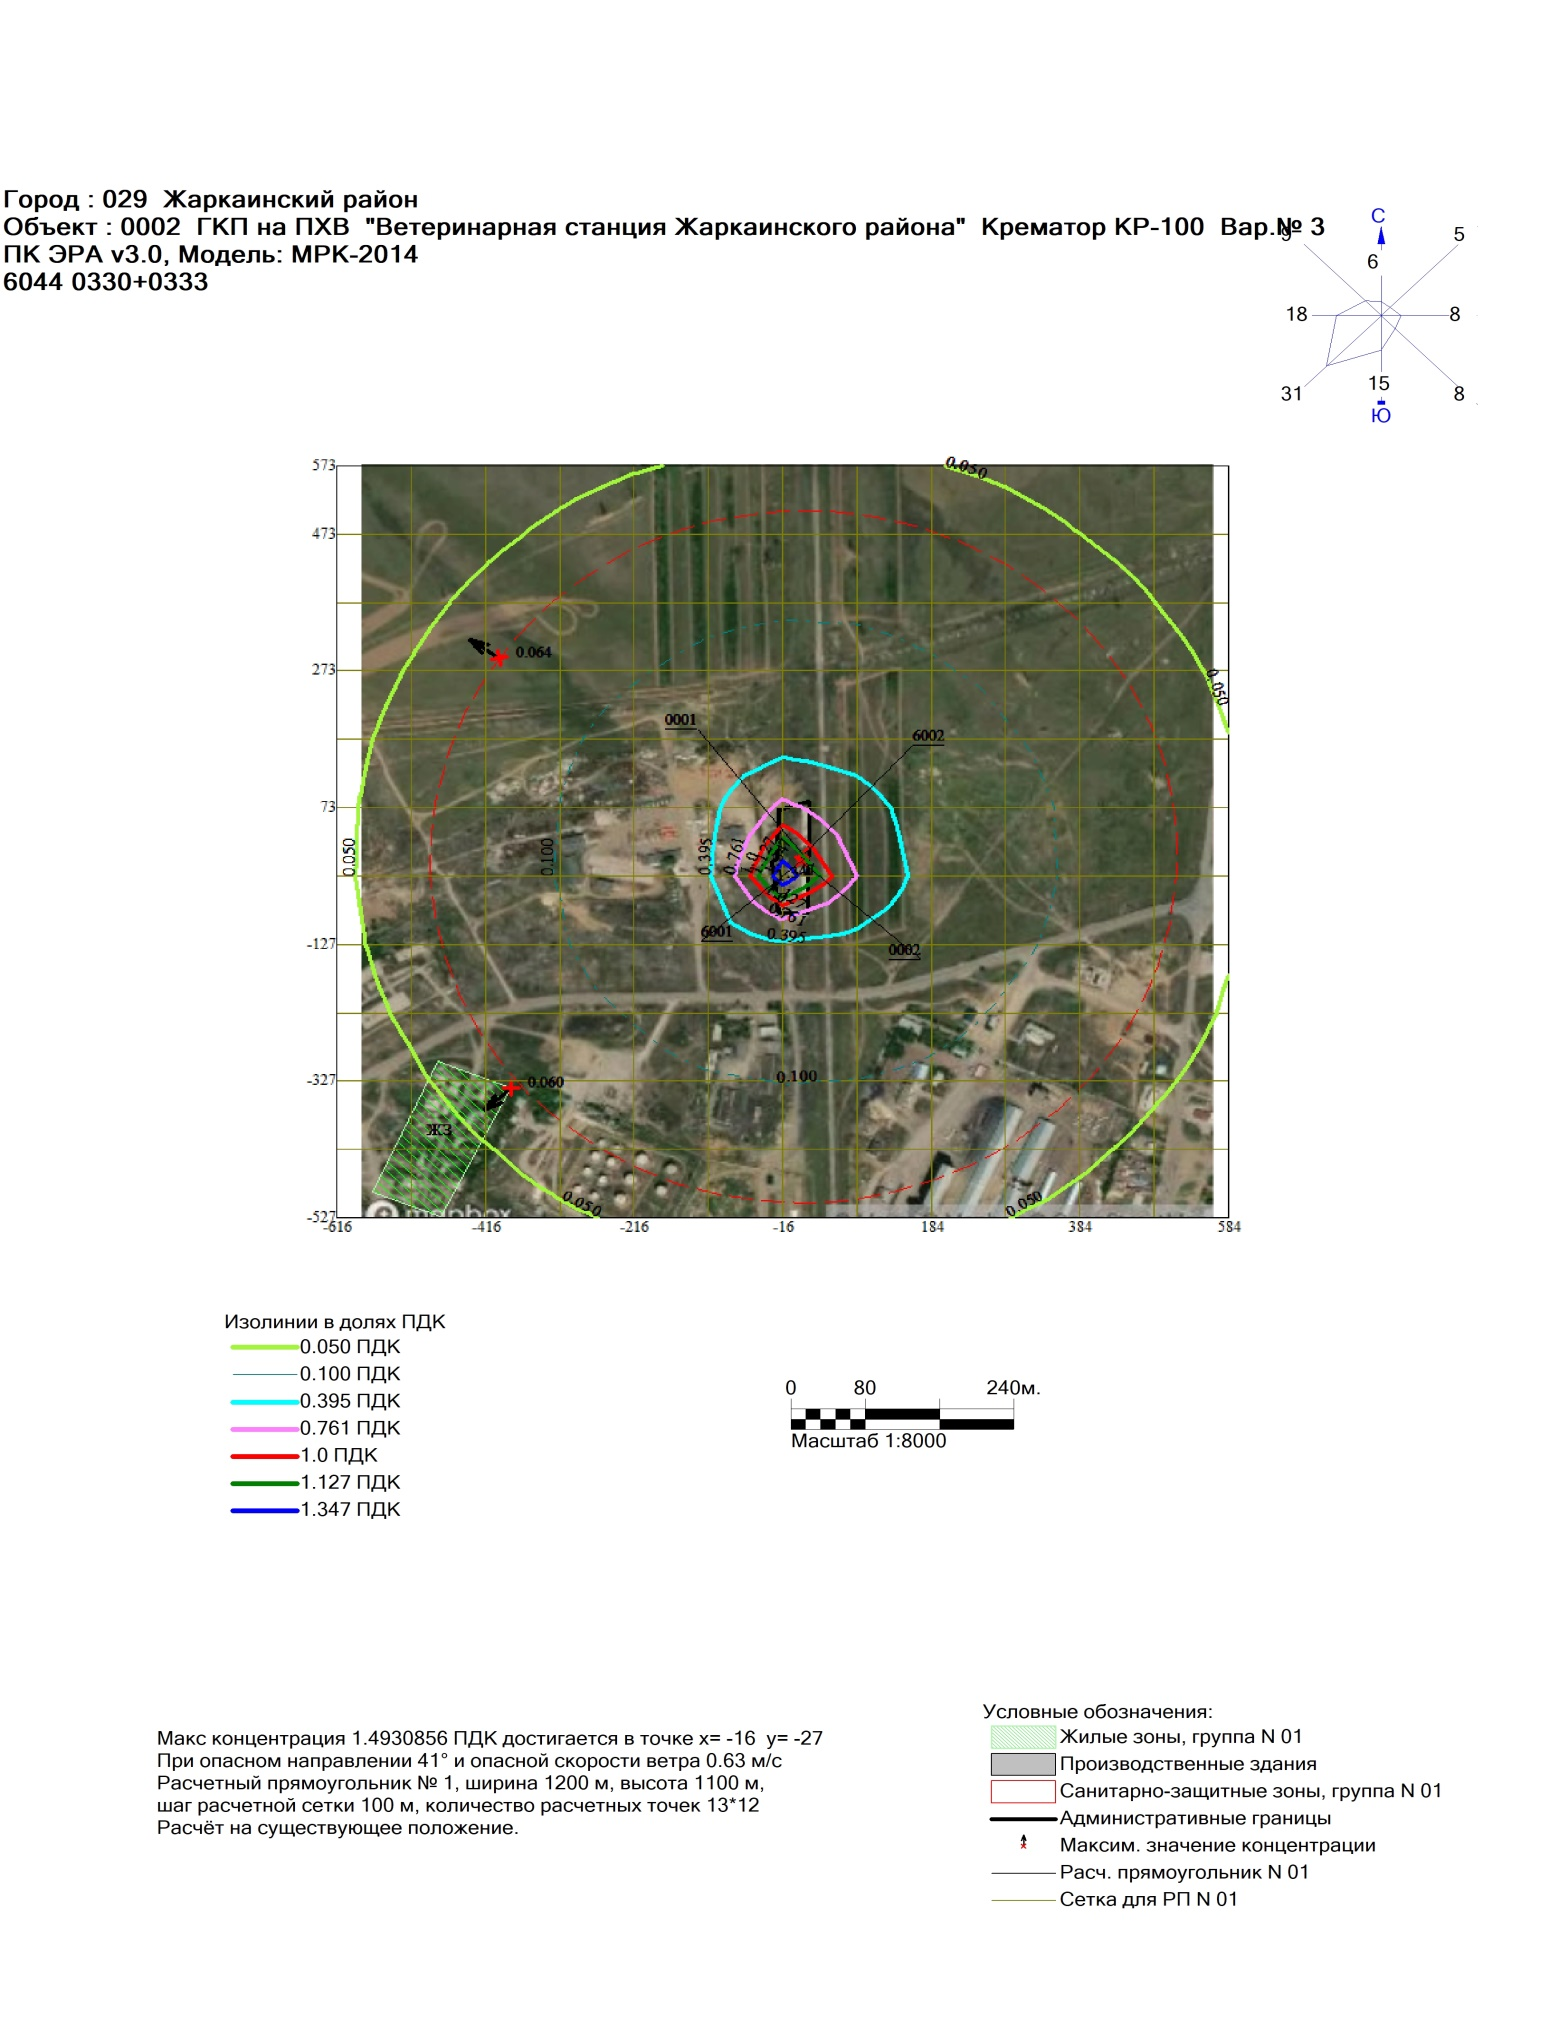 Город : 029 Жаркаинский район
Объект : 0002 ГКП на ПХВ "Ветеринарная станция Жаркаинского района" Крематор КР-100 Вар.№ 3
ПК ЭРА v3.0, Модель: МРК-2014
6044 0330+0333
С
9
5
6
18
8
31
15
8
Ю
573
0.050
473
0.064
273
0.050
0001
6002
73
0.050
0.100
0.395
0.761
6001
0.395
0002
-127
-327
0.060
0.100
ЖЗ
mapbox
0.050
0.050
-527
-616
-416
-216
-16
184
384
584
Изолинии в долях ПДК
0.050 ПДК
0.100 ПДК
0.395 ПДК
0.761 ПДК
1.0 ПДК
1.127 ПДК
1.347 ПДК
0 80 240м.
Масштаб 1:8000
Макс концентрация 1.4930856 ПДК достигается в точке x= -16 y= -27
При опасном направлении 41° и опасной скорости ветра 0.63 м/с
Расчетный прямоугольник № 1, ширина 1200 м, высота 1100 м,
шаг расчетной сетки 100 м, количество расчетных точек 13*12
Расчёт на существующее положение.
Условные обозначения:
Жилые зоны, группа N 01
Производственные здания
Санитарно-защитные зоны, группа N 01
Административные границы
Максим. значение концентрации
Расч. прямоугольник N 01
Сетка для РП N 01